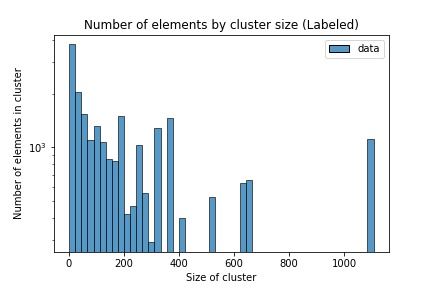 Number of elements by cluster size (Labeled)
data
Number of elements in cluster
10³
0 200 400 600 800 1000
Size of cluster